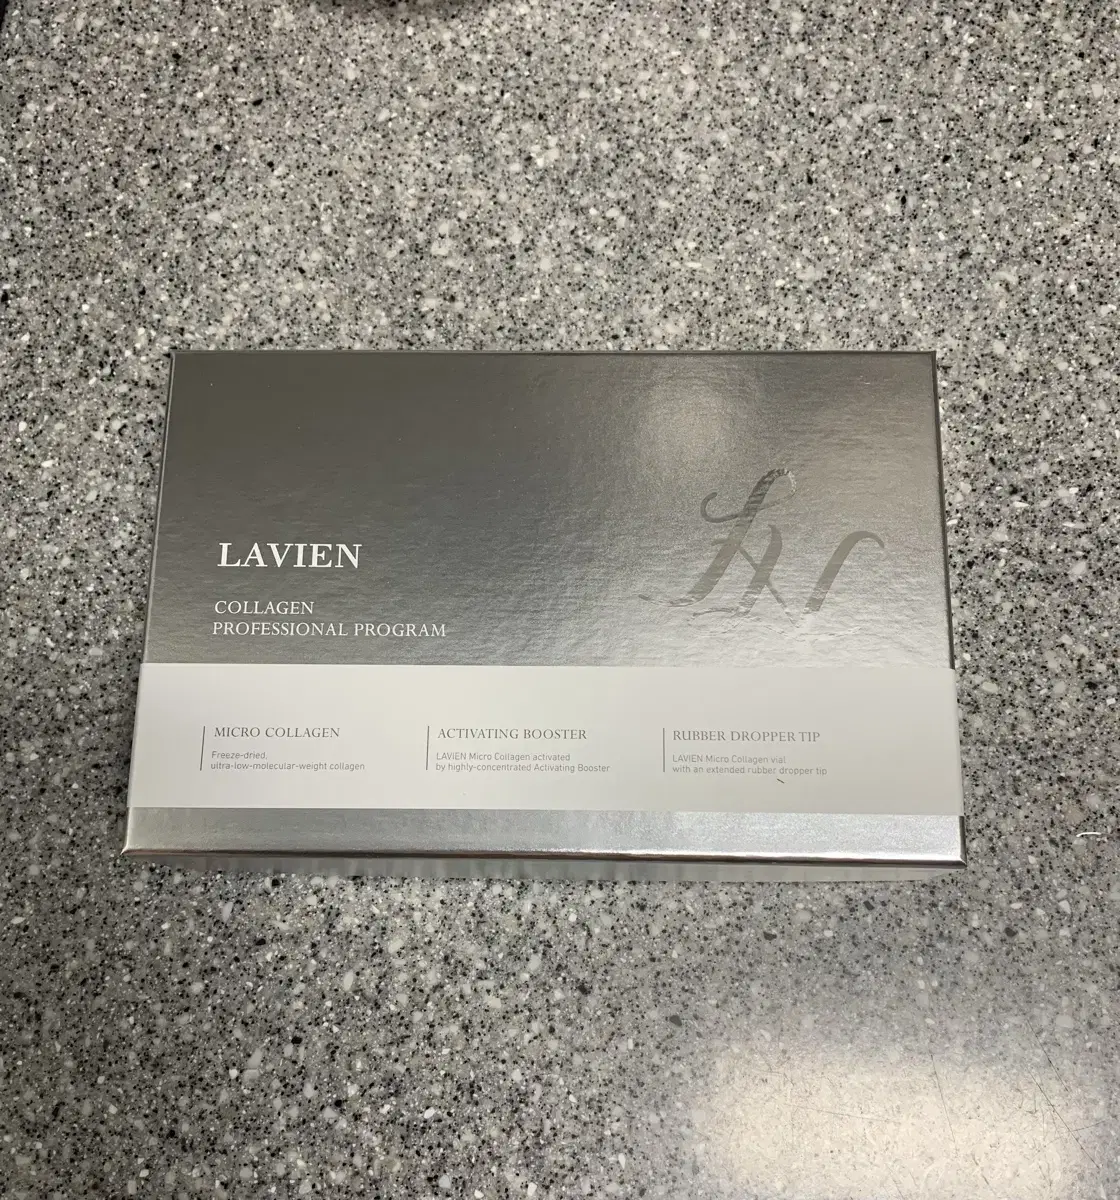 LAVIEN
COLLAGEN
PROFESSIONAL PROGRAM
MICRO COLLAGEN
Freeze-dried,
ultra-low-molecular-weight collagen
ACTIVATING BOOSTER
LAVIEN Micro Collagen activated
by highly-concentrated Activating Booster
RUBBER DROPPER TIP
LAVIEN Micro Collagen vial
with an extended rubber dropper tip